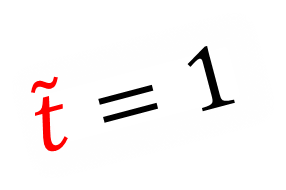 t̃ = 1